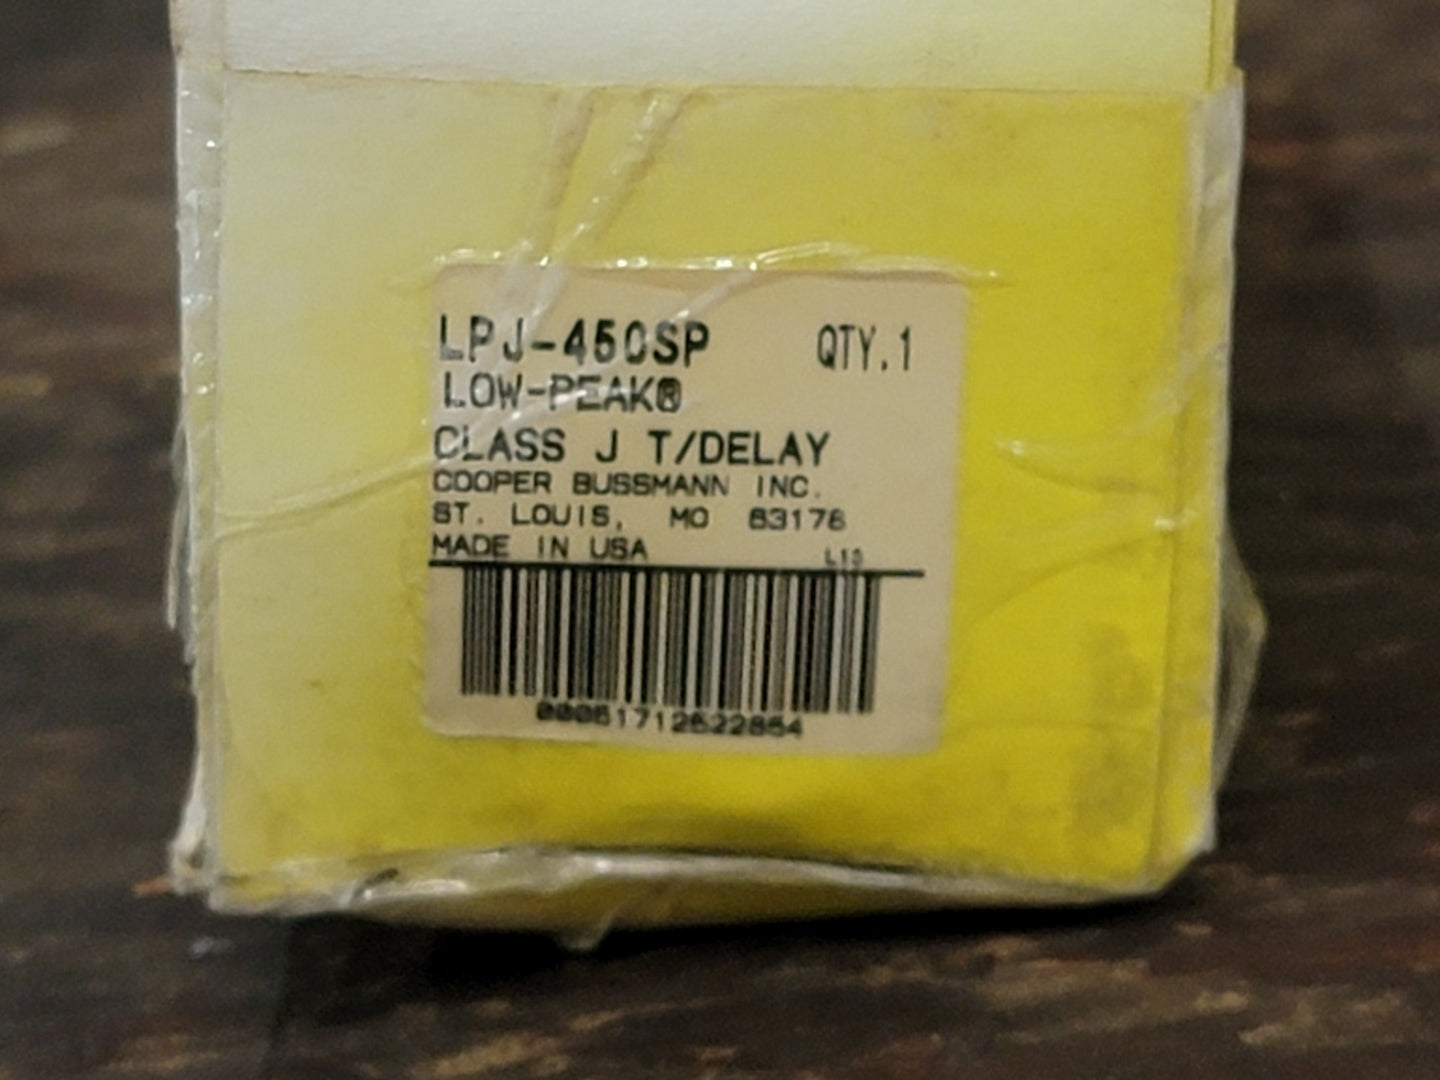 LPJ-450SP QTY.1
LOW-PEAK®
CLASS J T/DELAY
COOPER BUSSMANN INC.
ST. LOUIS, MO 63178
MADE IN USA